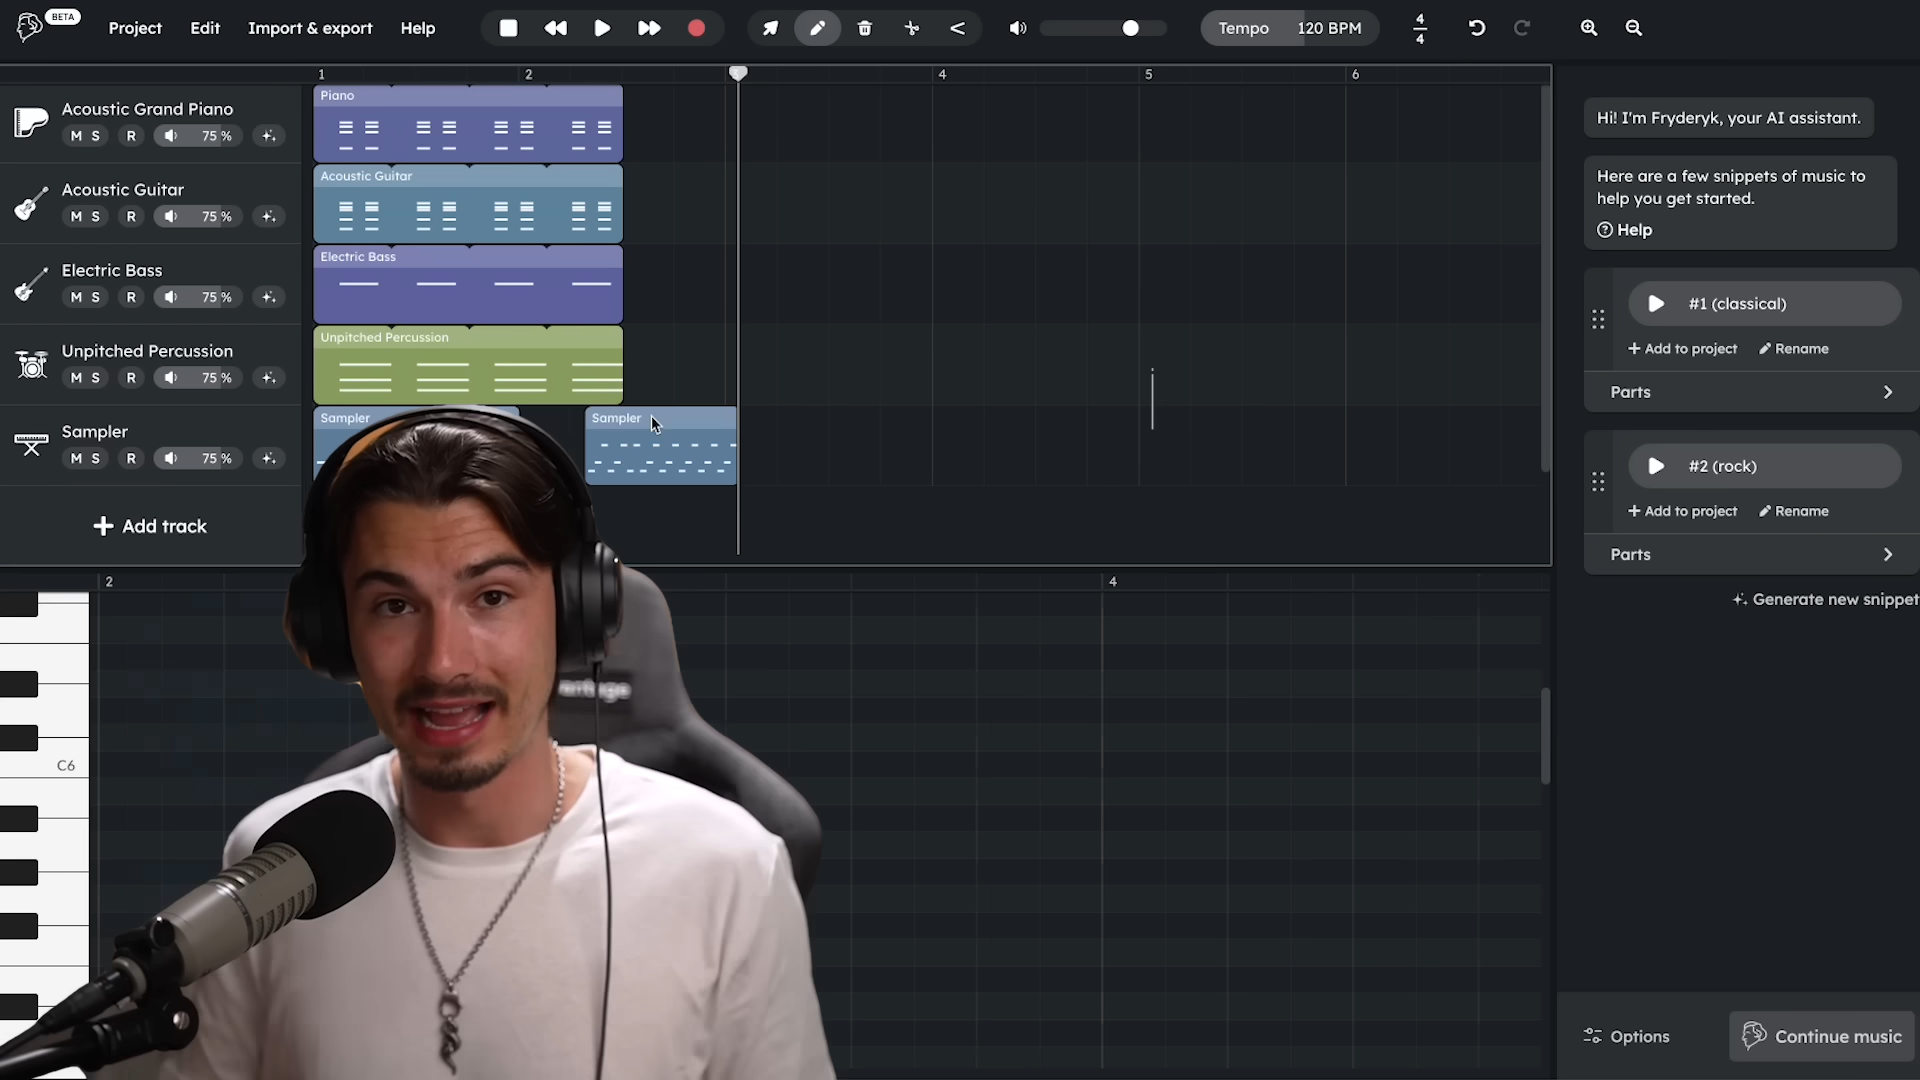 BETA
Project
Edit
Import & export
Help
Tempo
120 BPM
4
4
1
2
4
5
6
Acoustic Grand Piano
M S R 75 %
Piano
Acoustic Guitar
M S R 75 %
Acoustic Guitar
Electric Bass
M S R 75 %
Electric Bass
Unpitched Percussion
M S R 75 %
Unpitched Percussion
Sampler
M S R 75 %
Sampler
Sampler
Add track
2
4
C6
Hi! I'm Fryderyk, your AI assistant.
Here are a few snippets of music to
help you get started.
? Help
#1 (classical)
+ Add to project
Rename
Parts
#2 (rock)
+ Add to project
Rename
Parts
Generate new snippet
Options
Continue music